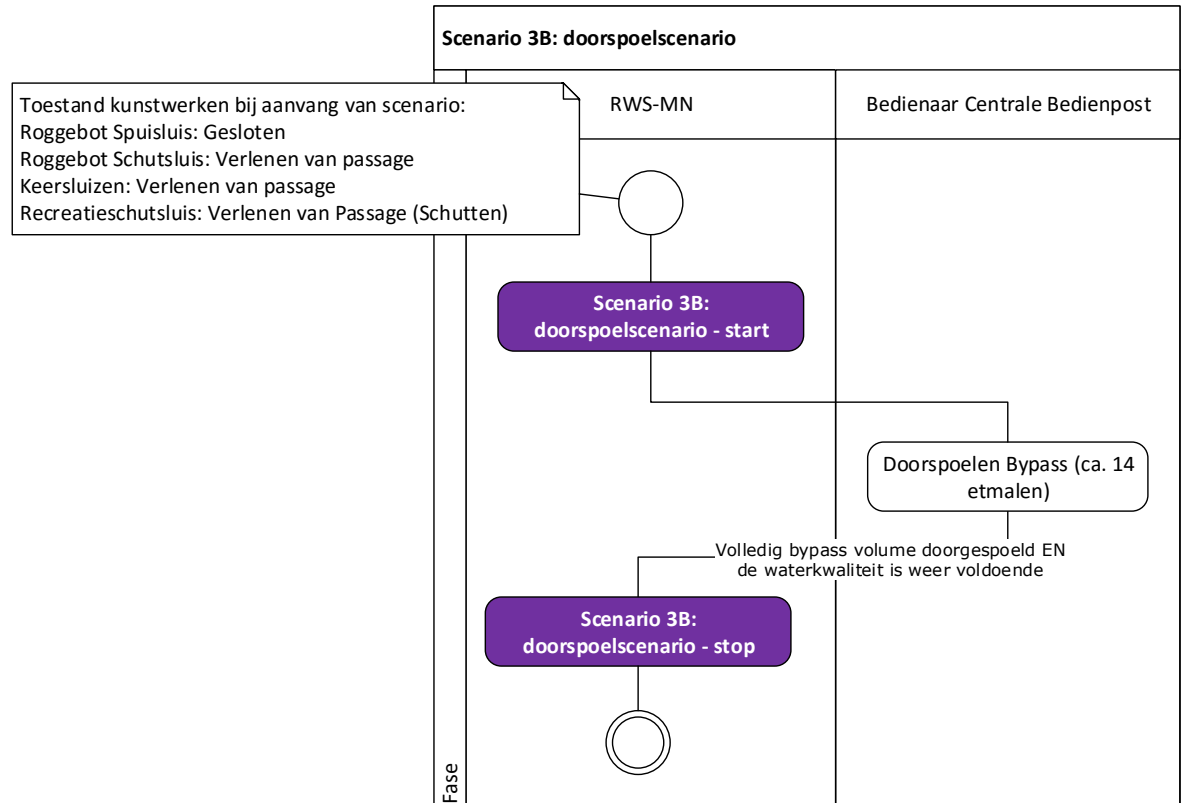 Scenario 3B: doorspoelscenario
Toestand kunstwerken bij aanvang van scenario:
Roggebot Spuisluis: Gesloten
Roggebot Schutsluis: Verlenen van passage
Keersluizen: Verlenen van passage
Recreatieschutsluis: Verlenen van Passage (Schutten)
RWS-MN
Bedienaar Centrale Bedienpost
Scenario 3B:
doorspoelscenario - start
Doorspoelen Bypass (ca. 14
etmalen)
Volledig bypass volume doorgespoeld EN
de waterkwaliteit is weer voldoende
Scenario 3B:
doorspoelscenario - stop
Fase